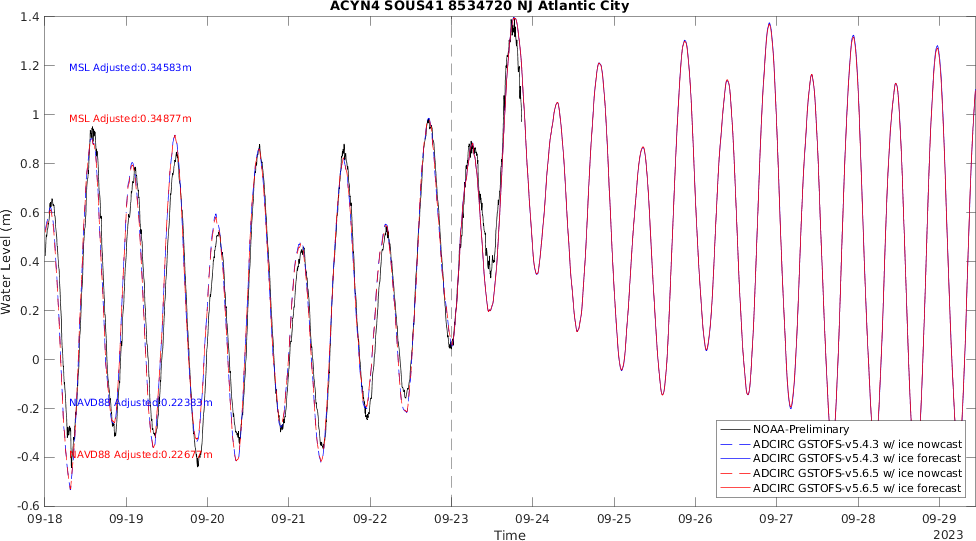 ACYN4 SOUS41 8534720 NJ Atlantic City
1.4
1.2
1
0.8
0.6
0.4
0.2
0
-0.2
-0.4
-0.6
Water Level (m)
MSL Adjusted:0.34583m
MSL Adjusted:0.34877m
NAVD88 Adjusted:0.22383m
NAVD88 Adjusted:0.22677m
NOAA-Preliminary
ADCIRC GSTOFS-v5.4.3 w/ ice nowcast
ADCIRC GSTOFS-v5.4.3 w/ ice forecast
ADCIRC GSTOFS-v5.6.5 w/ ice nowcast
ADCIRC GSTOFS-v5.6.5 w/ ice forecast
09-18 09-19 09-20 09-21 09-22 09-23 09-24 09-25 09-26 09-27 09-28 09-29
Time
2023